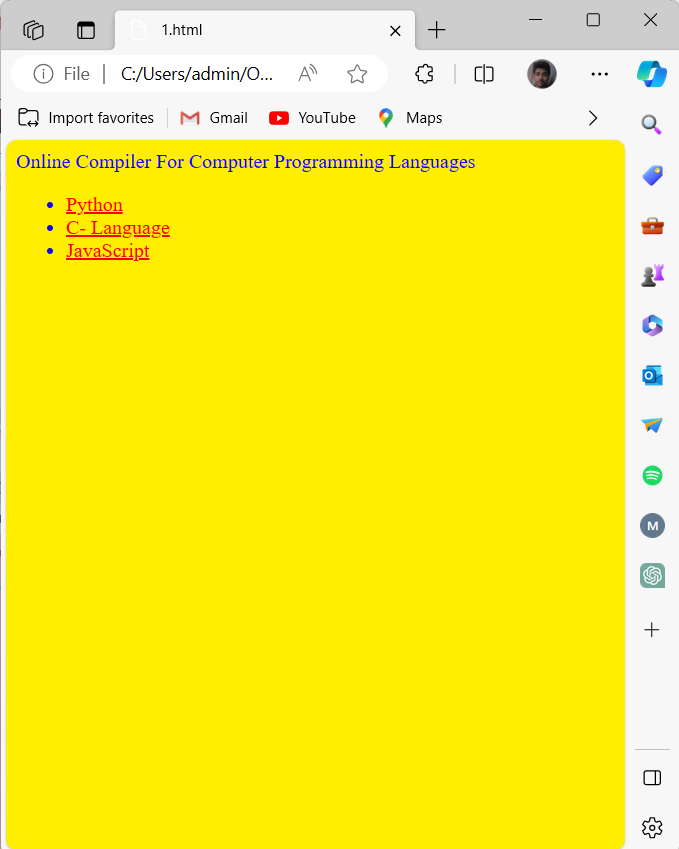 1.html
File
C:/Users/admin/O...
Import favorites
Gmail
YouTube
Maps
Online Compiler For Computer Programming Languages
Python
C- Language
JavaScript
M